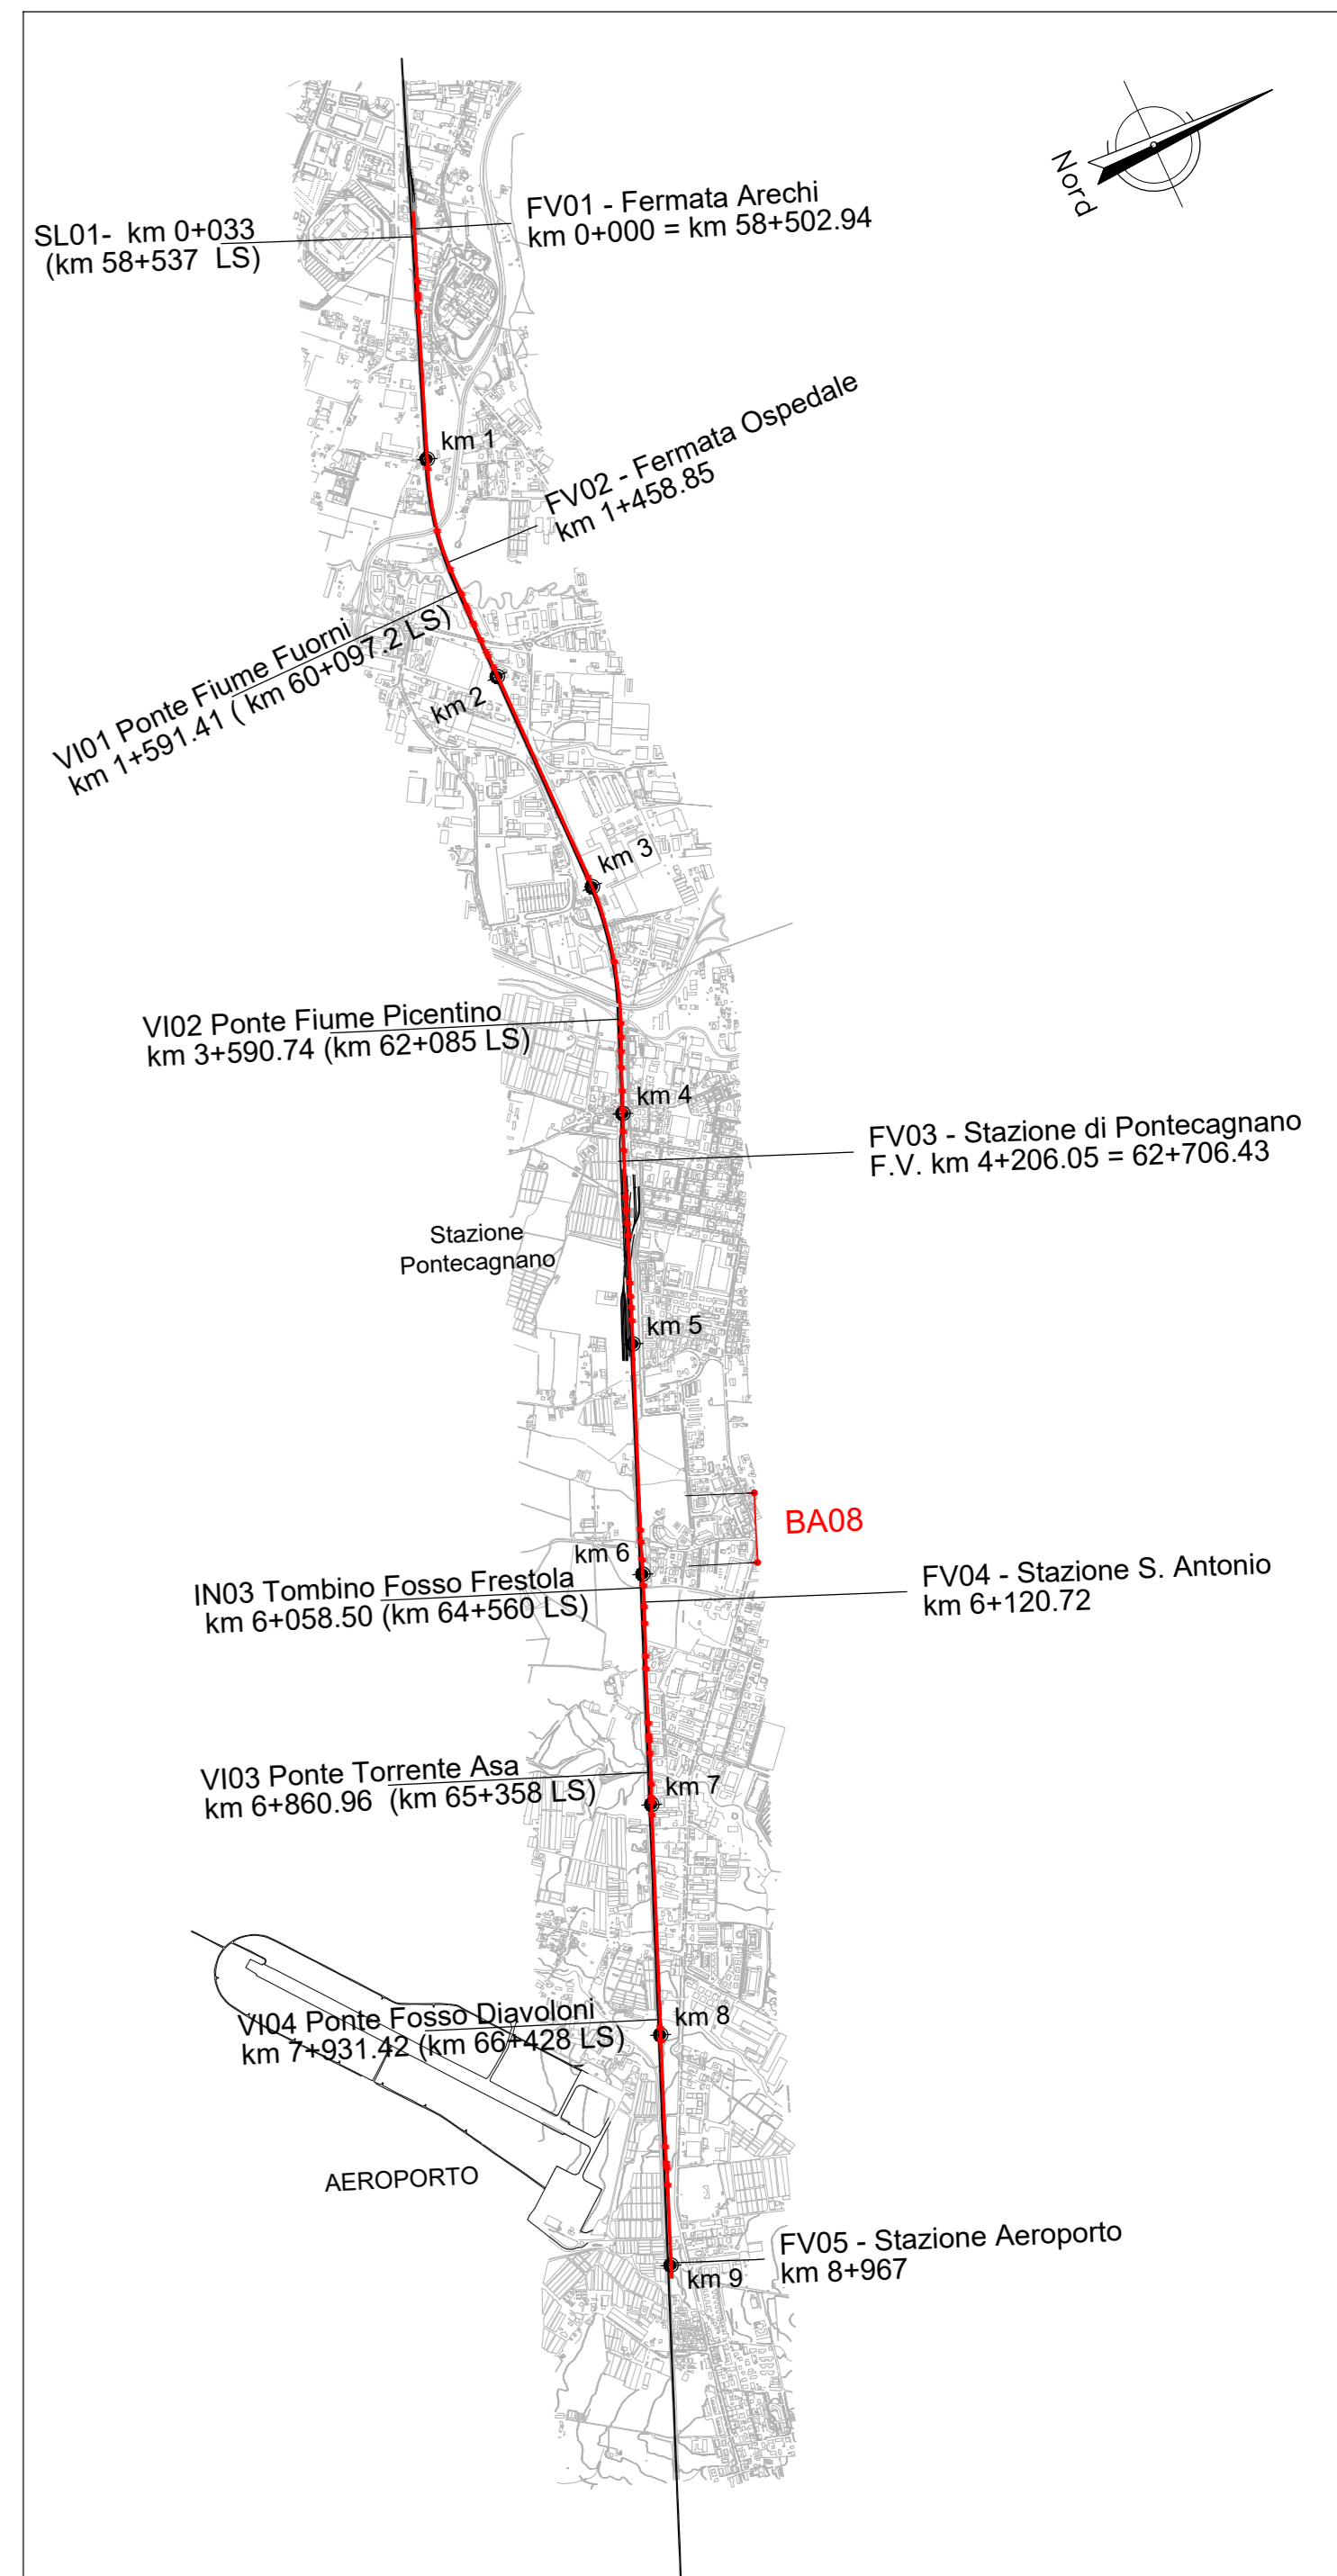 Nord
FV01 - Fermata Arechi
km 0+000 = km 58+502.94
SL01- km 0+033
(km 58+537 LS)
km 1
FV02 - Fermata Ospedale
km 1+458.85
VI01 Ponte Fiume Fuorni
km 1+591.41 ( km 60+097.2 LS)
km 2
km 3
VI02 Ponte Fiume Picentino
km 3+590.74 (km 62+085 LS)
km 4
FV03 - Stazione di Pontecagnano
F.V. km 4+206.05 = 62+706.43
Stazione
Pontecagnano
km 5
BA08
km 6
IN03 Tombino Fosso Frestola
km 6+058.50 (km 64+560 LS)
FV04 - Stazione S. Antonio
km 6+120.72
VI03 Ponte Torrente Asa
km 6+860.96 (km 65+358 LS)
km 7
VI04 Ponte Fosso Diavoloni
km 7+931.42 (km 66+428 LS)
km 8
AEROPORTO
FV05 - Stazione Aeroporto
km 8+967
km 9